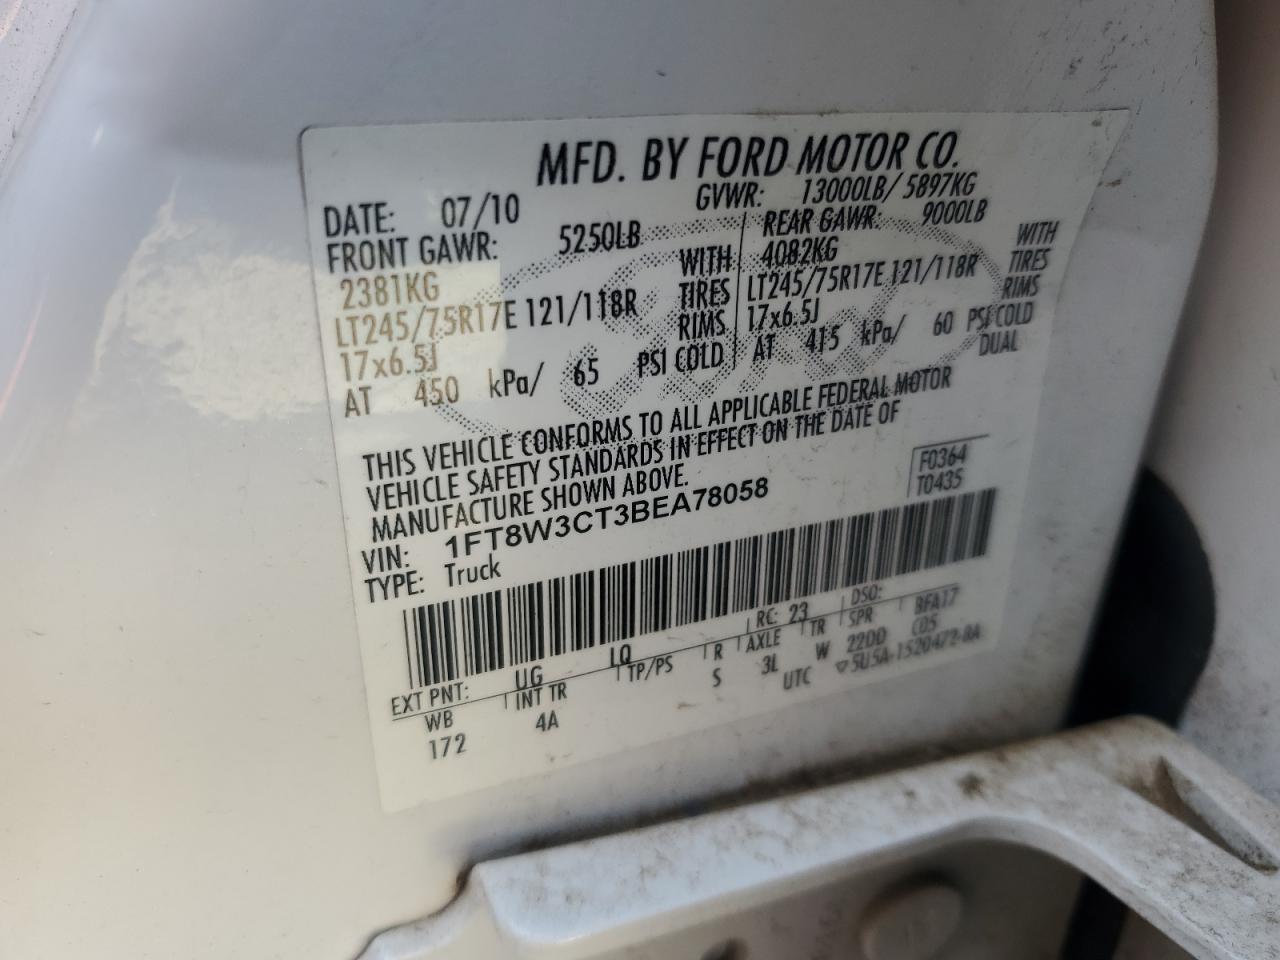 MFD. BY FORD MOTOR CO.
DATE: 07/10 GVWR: 13000LB/ 5897KG
FRONT GAWR: 5250LB REAR GAWR: 9000LB
2381KG WITH 4082KG WITH
LT245/75R17E 121/118R TIRES LT245/75R17E 121/118R TIRES
17x6.5J RIMS 17x6.5J RIMS
AT 450 kPa/ 65 PSI COLD AT 415 kPa/ 60 PSI COLD
DUAL
THIS VEHICLE CONFORMS TO ALL APPLICABLE FEDERAL MOTOR
VEHICLE SAFETY STANDARDS IN EFFECT ON THE DATE OF
MANUFACTURE SHOWN ABOVE.
F0364
T0435
VIN: 1FT8W3CT3BEA78058
TYPE: Truck
RC: 23 DSO:
EXT PNT: UG LQ
WB INT TR TP/PS R AXLE TR SPR BFA17
172 4A S 3L W 22DD C05
UTC ▽5U5A-1520472-BA